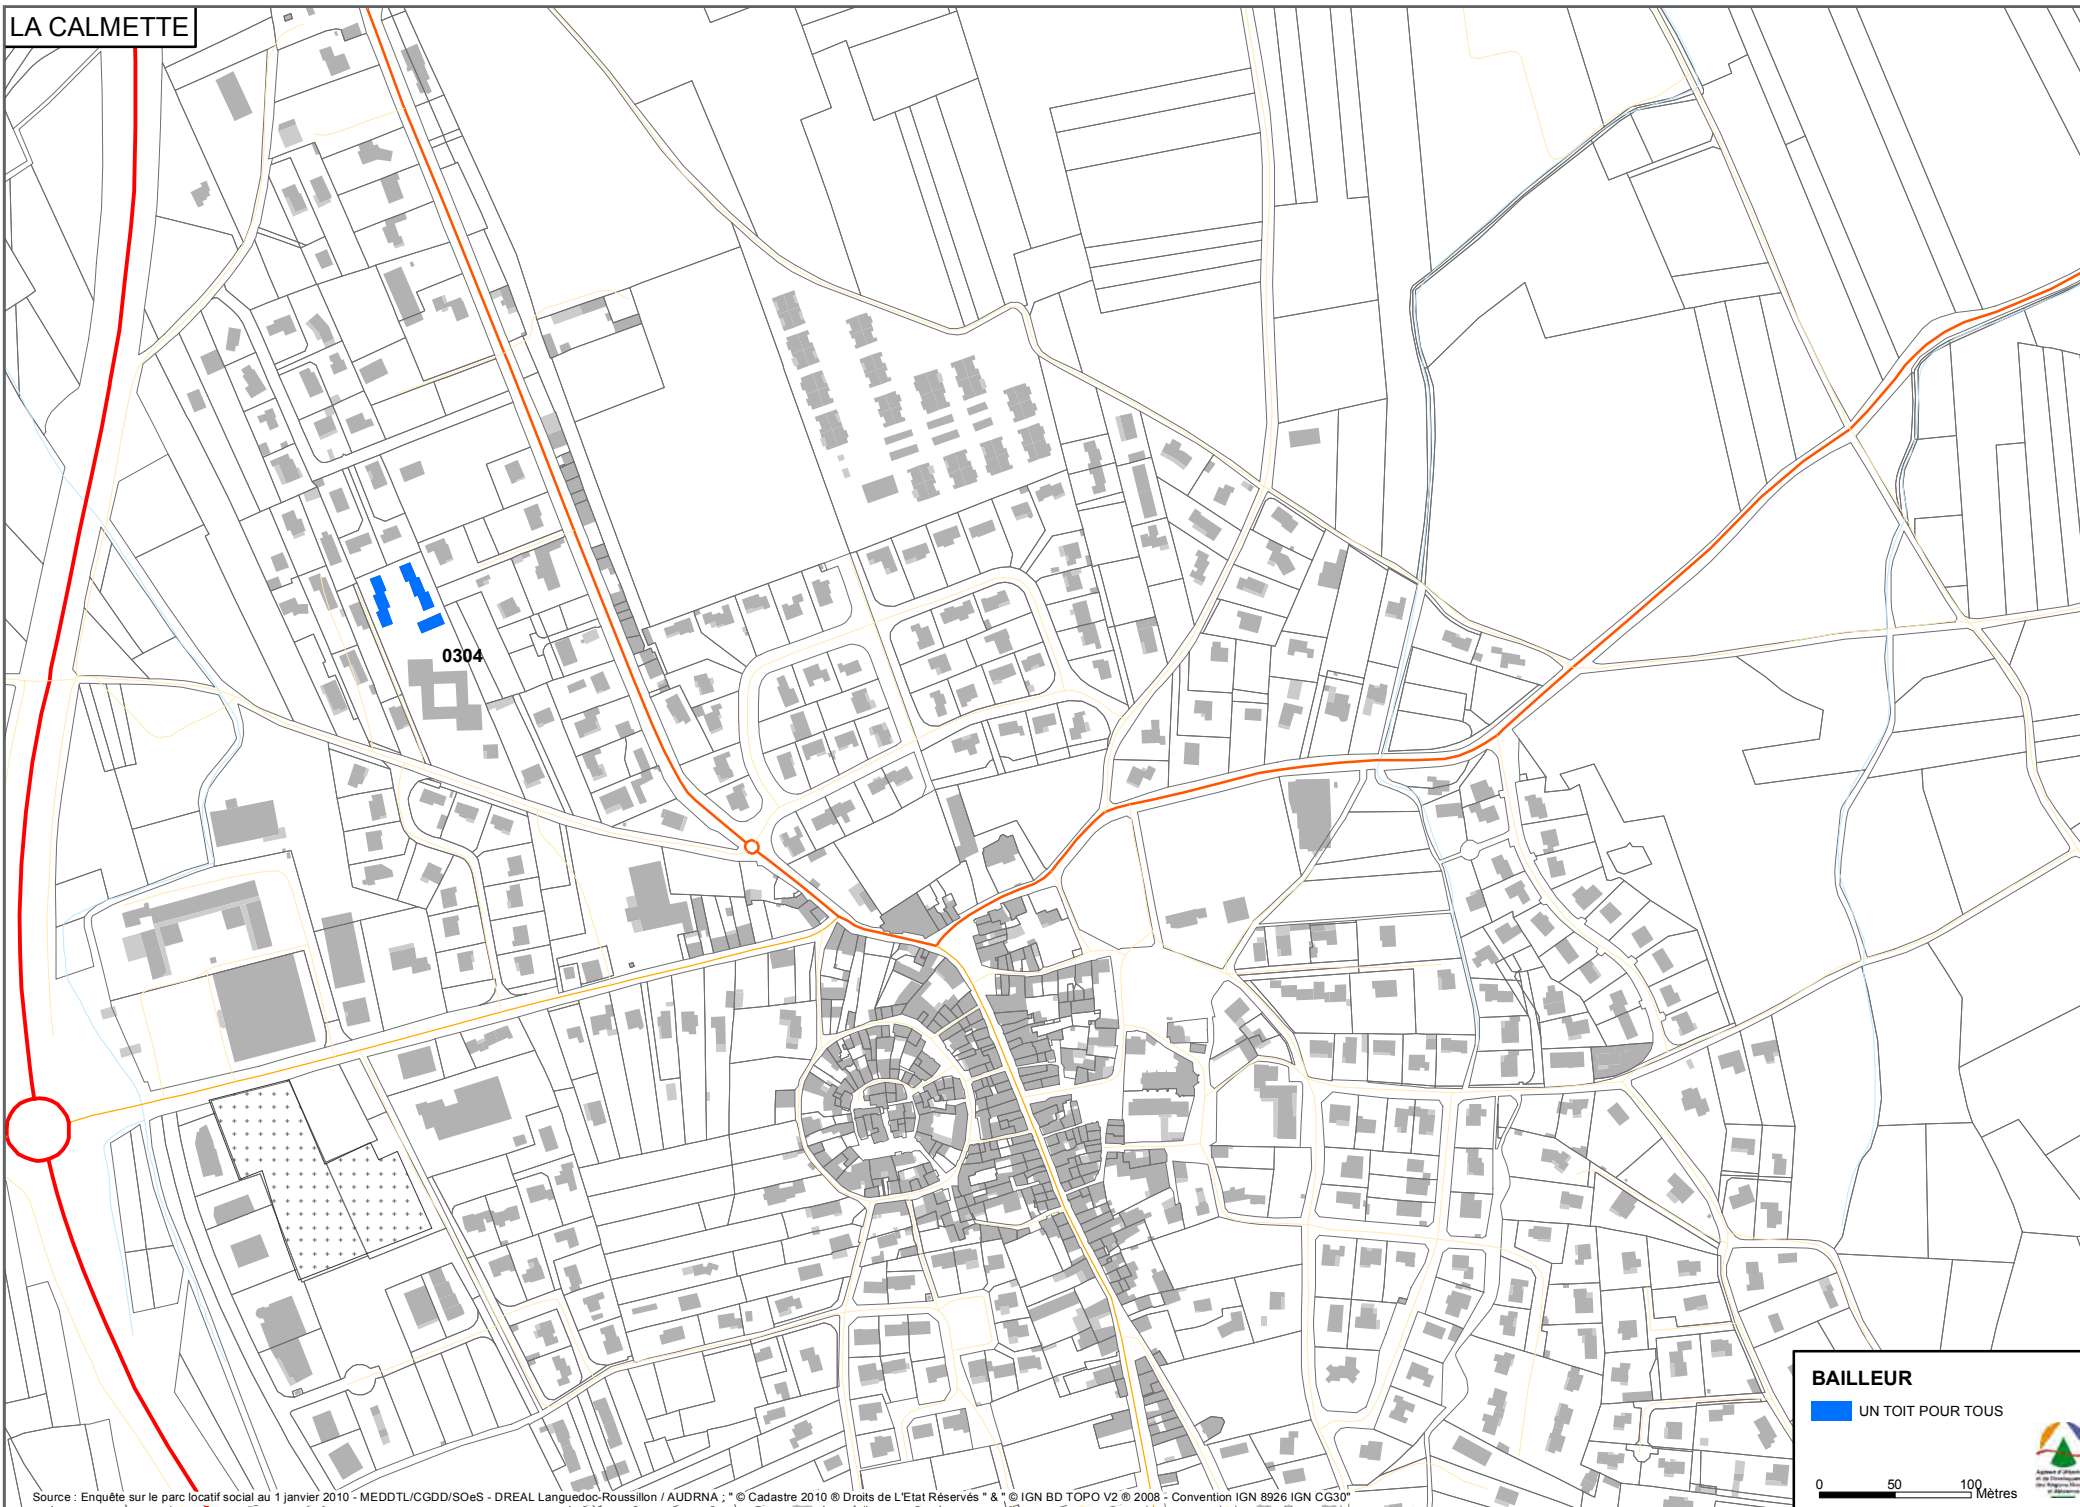 LA CALMETTE
0304
BAILLEUR
UN TOIT POUR TOUS
0 50 100 Mètres
Source : Enquête sur le parc locatif social au 1 janvier 2010 - MEDDTL/CGDD/SOeS - DREAL Languedoc-Roussillon / AUDRNA ; " © Cadastre 2010 ® Droits de L'Etat Réservés " & " © IGN BD TOPO V2 ® 2008 - Convention IGN 8926 IGN CG30"